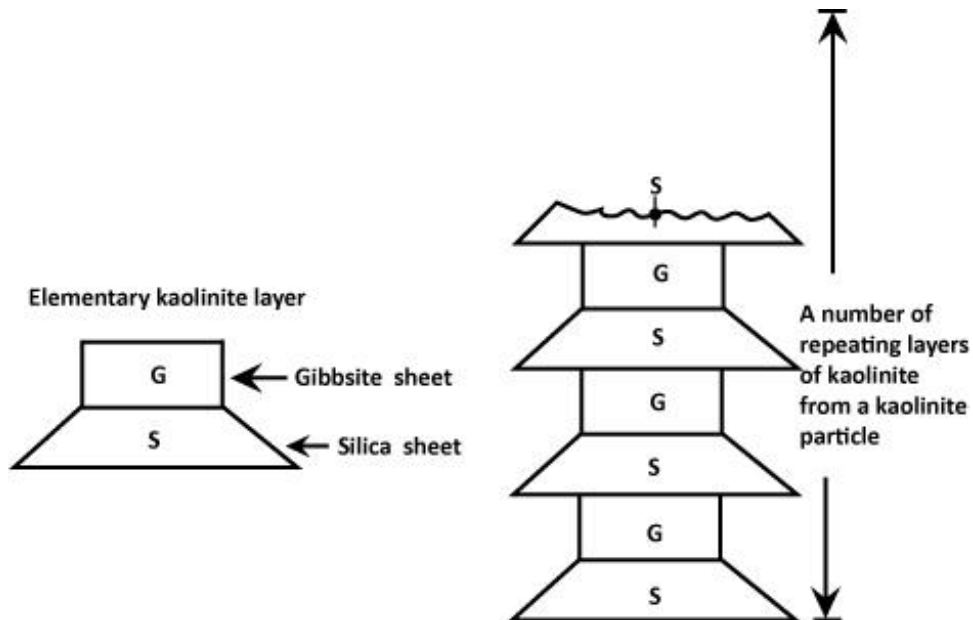 Elementary kaolinite layer
G
Gibbsite sheet
S
Silica sheet
S
G
S
G
S
G
S
A number of
repeating layers
of kaolinite
from a kaolinite
particle